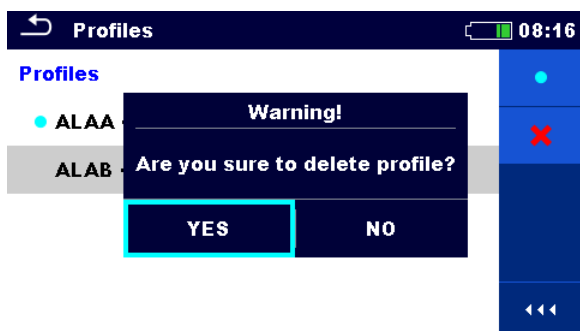 Profiles
08:16
Profiles
ALAA -
Warning!
Are you sure to delete profile?
ALAB -
YES
NO